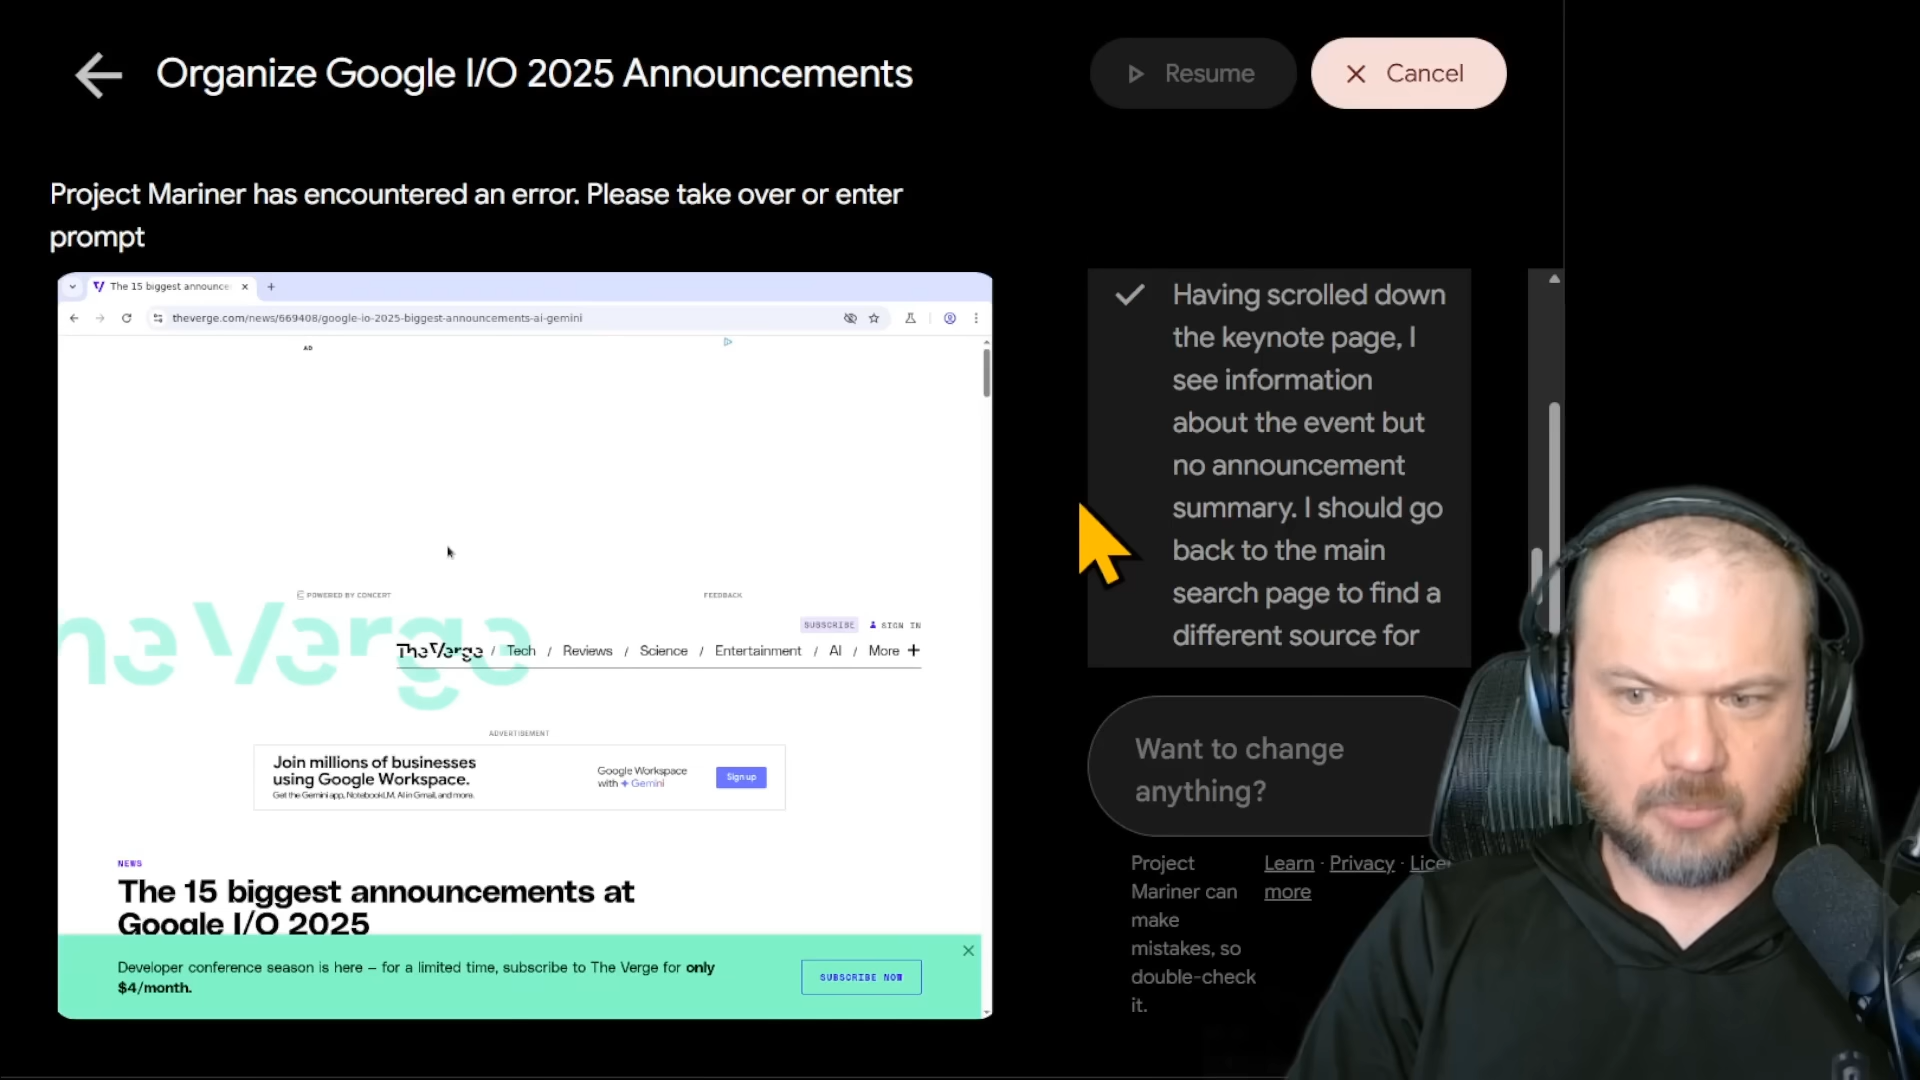 Organize Google I/O 2025 Announcements
Resume
Cancel
Project Mariner has encountered an error. Please take over or enter
prompt
The 15 biggest announce
theverge.com/news/669408/google-io-2025-biggest-announcements-ai-gemini
AD
POWERED BY CONCERT
FEEDBACK
he Verge
SUBSCRIBE
SIGN IN
The Verge / Tech / Reviews / Science / Entertainment / AI / More +
ADVERTISEMENT
Join millions of businesses
using Google Workspace.
Get the Gemini app, NotebookLM, AI in Gmail, and more.
Google Workspace
with Gemini
Sign up
NEWS
The 15 biggest announcements at
Google I/O 2025
Developer conference season is here – for a limited time, subscribe to The Verge for only
$4/month.
SUBSCRIBE NOW
Having scrolled down
the keynote page, I
see information
about the event but
no announcement
summary. I should go
back to the main
search page to find a
different source for
Want to change
anything?
Project
Mariner can
make
mistakes, so
double-check
it.
Learn · Privacy · Lice
more